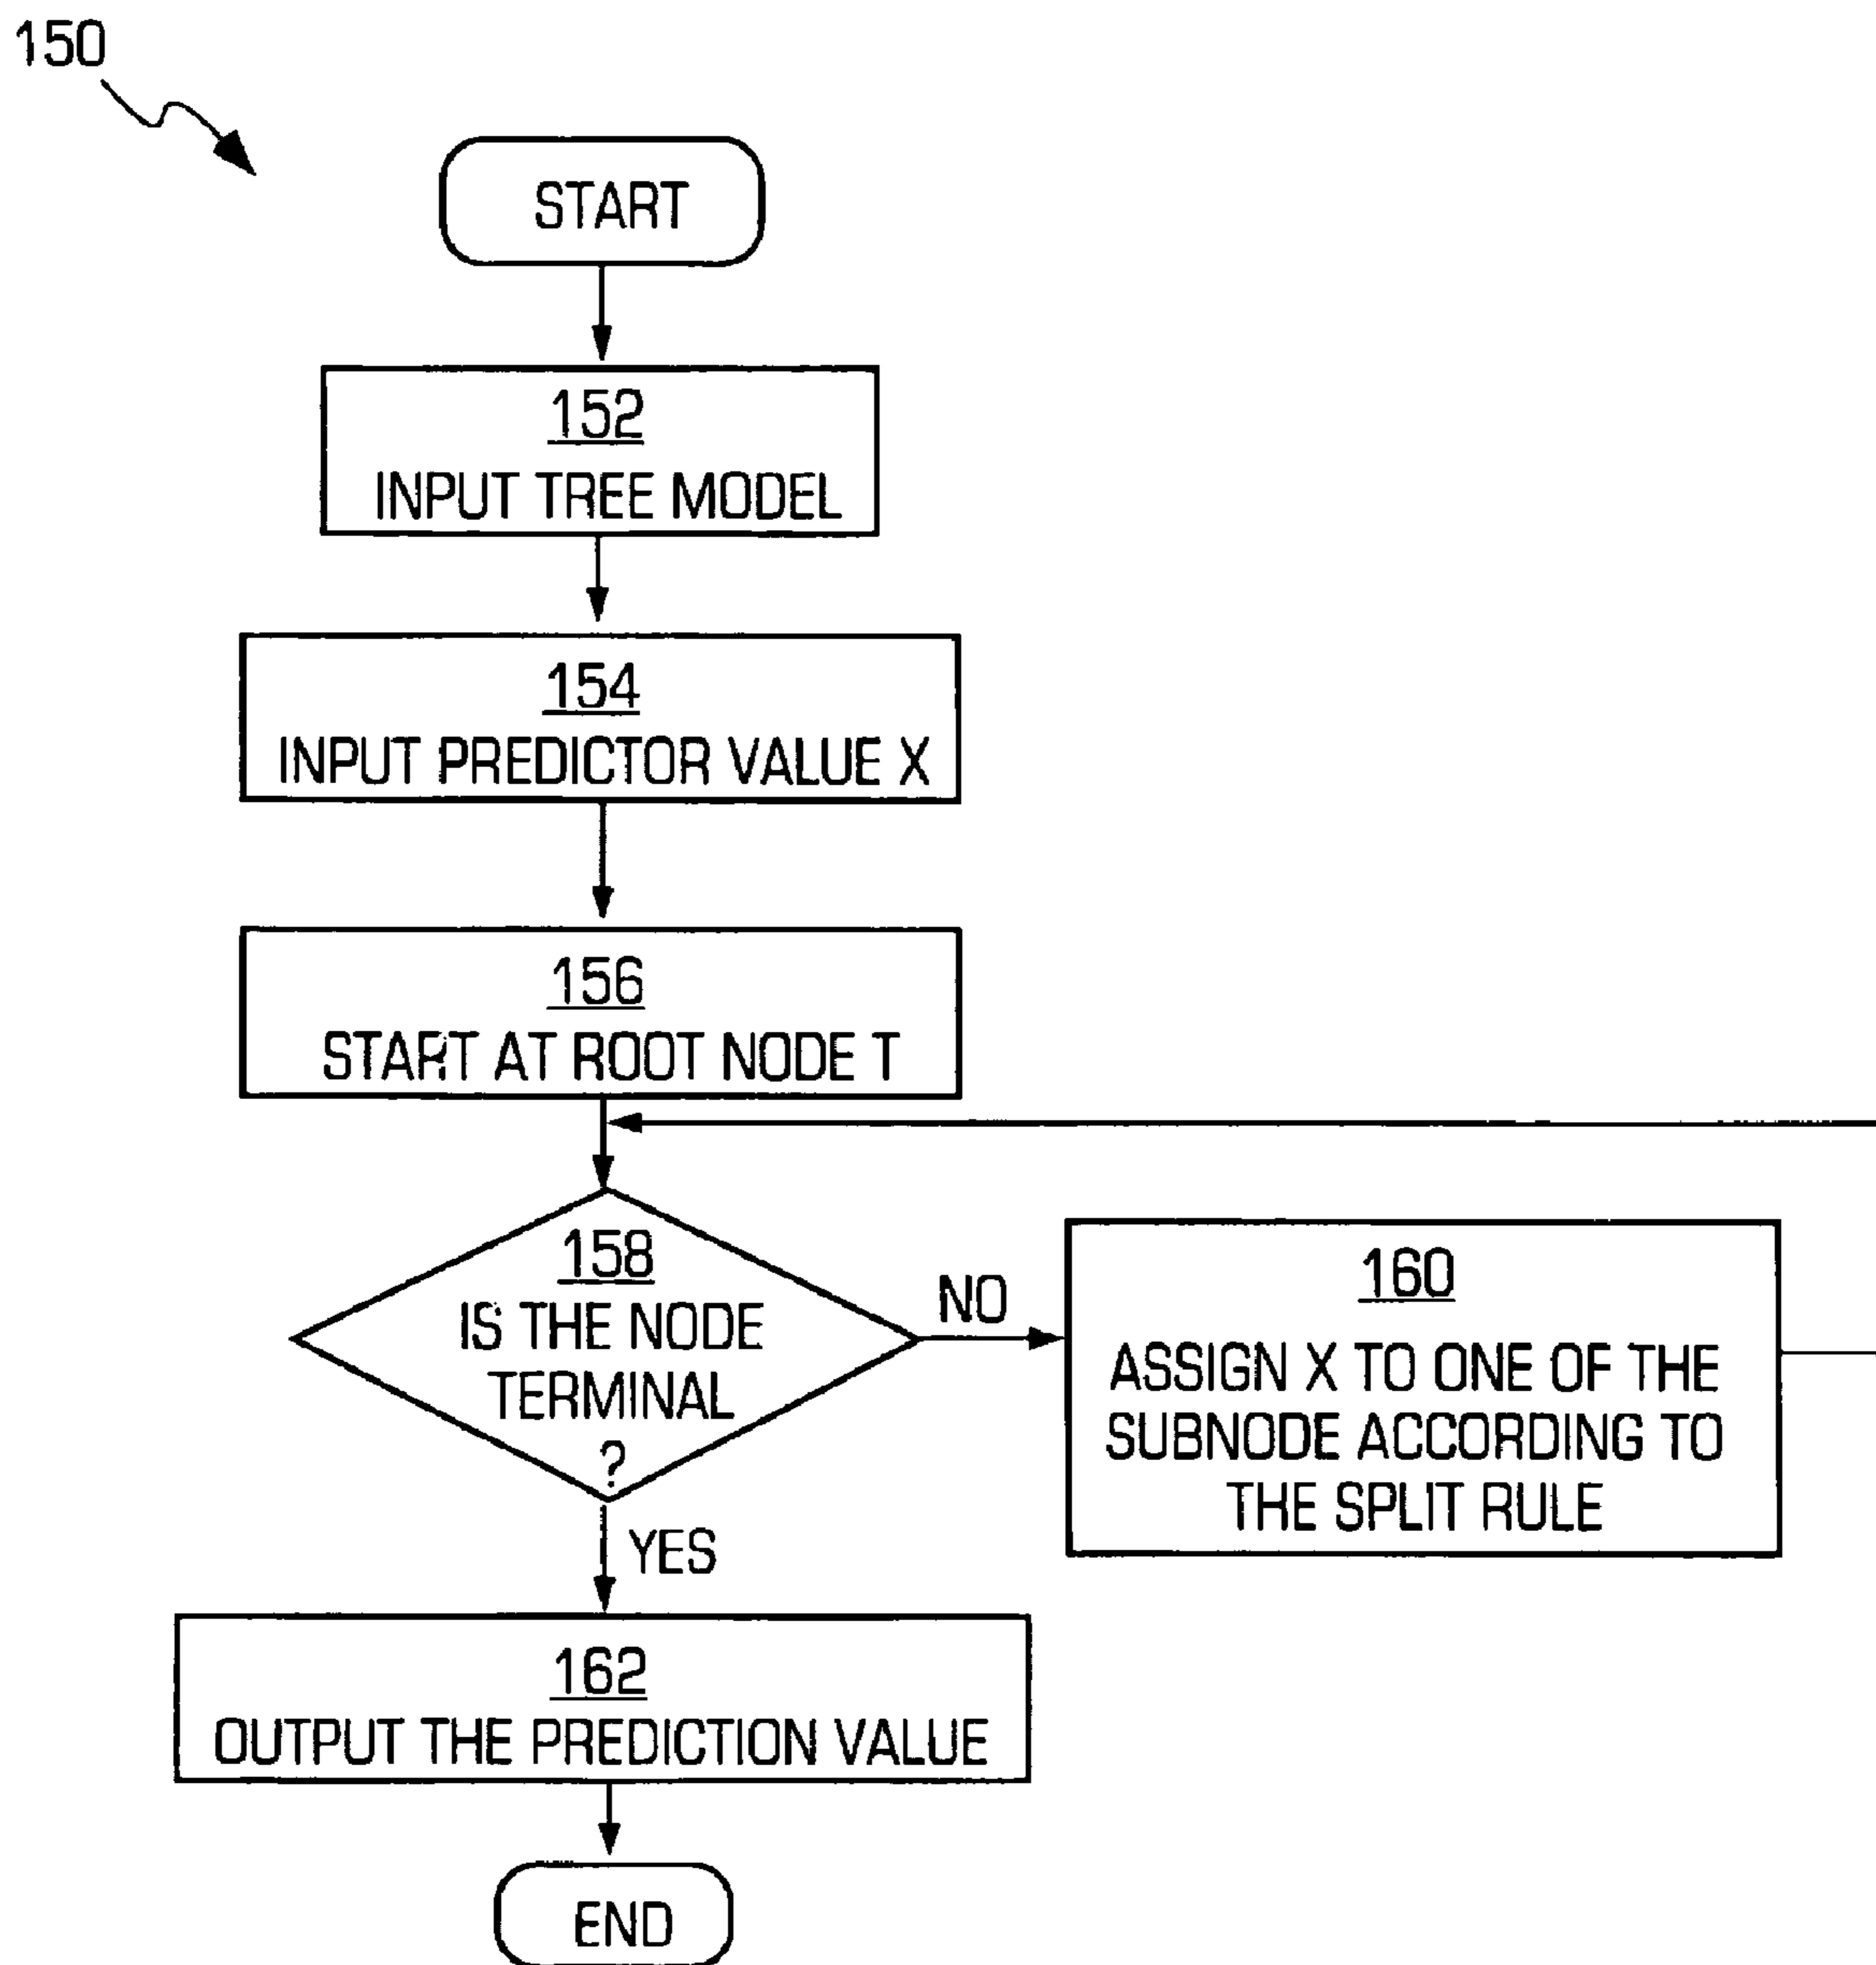 150
START
152
INPUT TREE MODEL
154
INPUT PREDICTOR VALUE X
156
START AT ROOT NODE T
158
IS THE NODE
TERMINAL
?
NO
160
ASSIGN X TO ONE OF THE
SUBNODE ACCORDING TO
THE SPLIT RULE
YES
162
OUTPUT THE PREDICTION VALUE
END